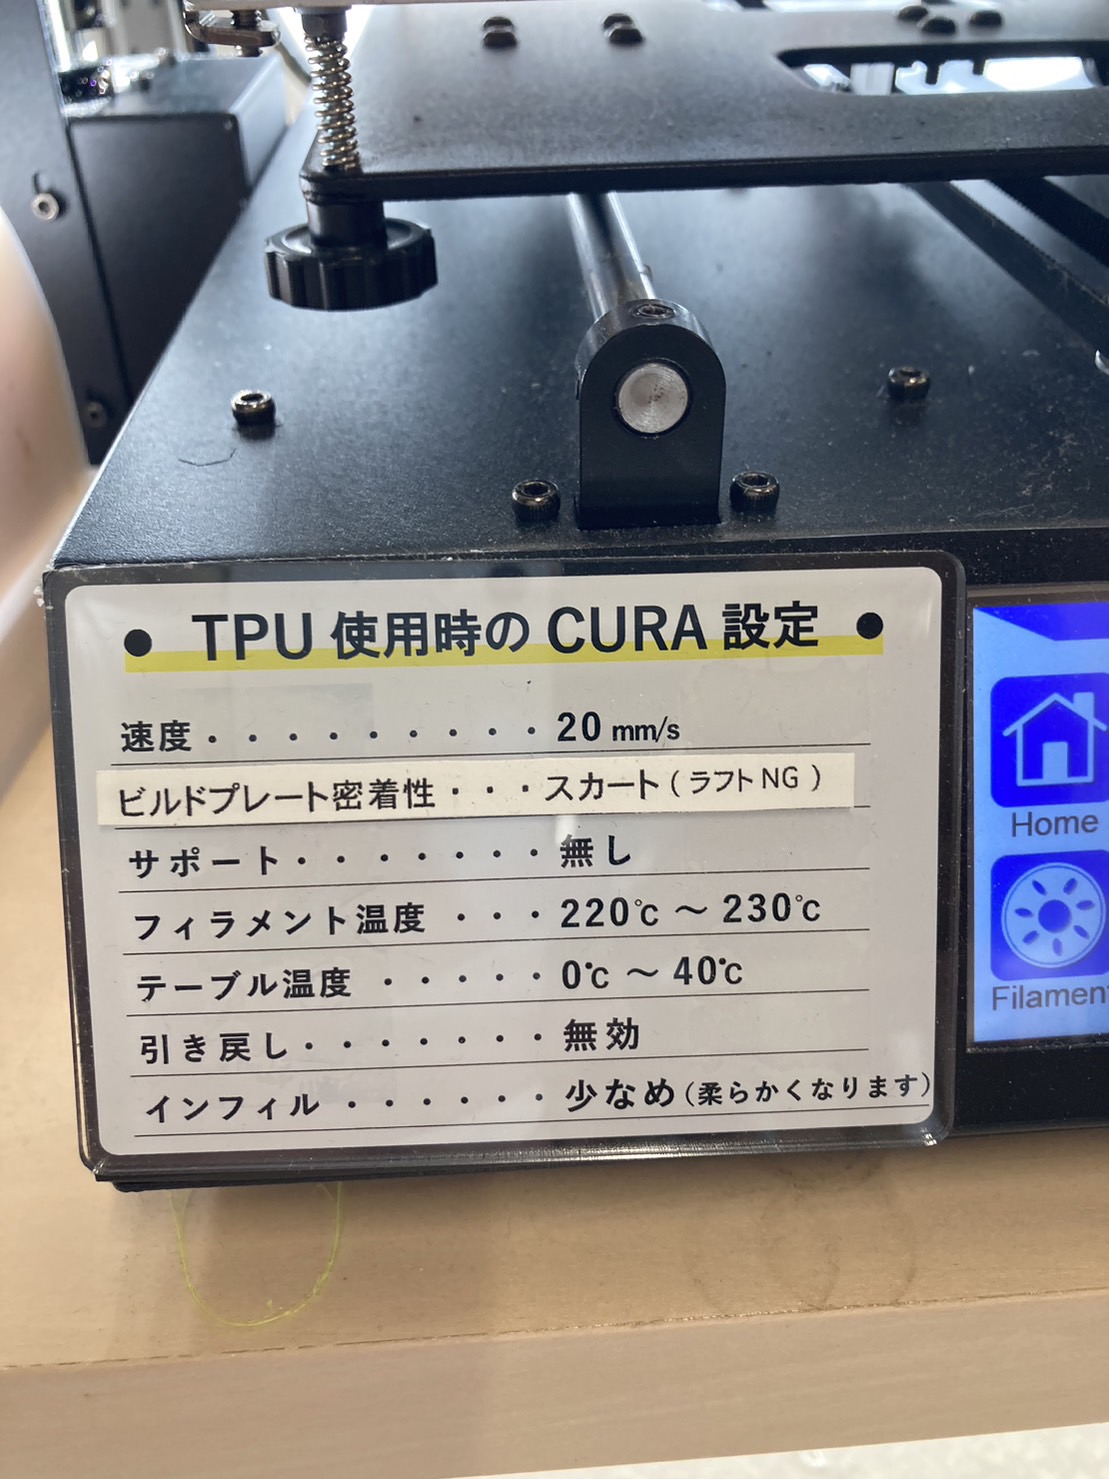 ● TPU 使用時の CURA 設定 ●
速度・・・・・・・・・・20 mm/s
ビルドプレート密着性・・・スカート(ラフトNG)
サポート・・・・・・・無し
フィラメント温度・・・220℃ ～ 230℃
テーブル温度・・・・・0℃ ～ 40℃
引き戻し・・・・・・・無効
インフィル・・・・・・少なめ(柔らかくなります)
Home
Filament